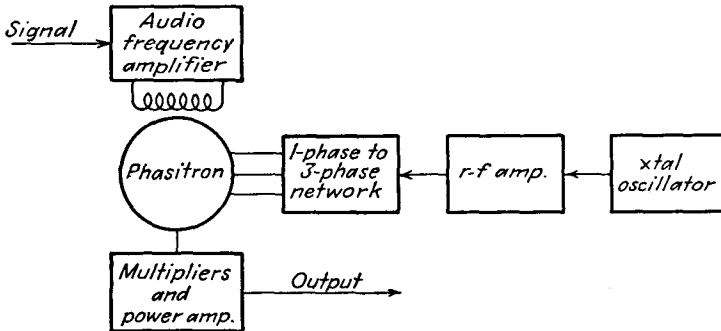 Signal
Audio
frequency
amplifier
Phasitron
1-phase to
3-phase
network
r-f amp.
xtal
oscillator
Multipliers
and
power amp.
Output